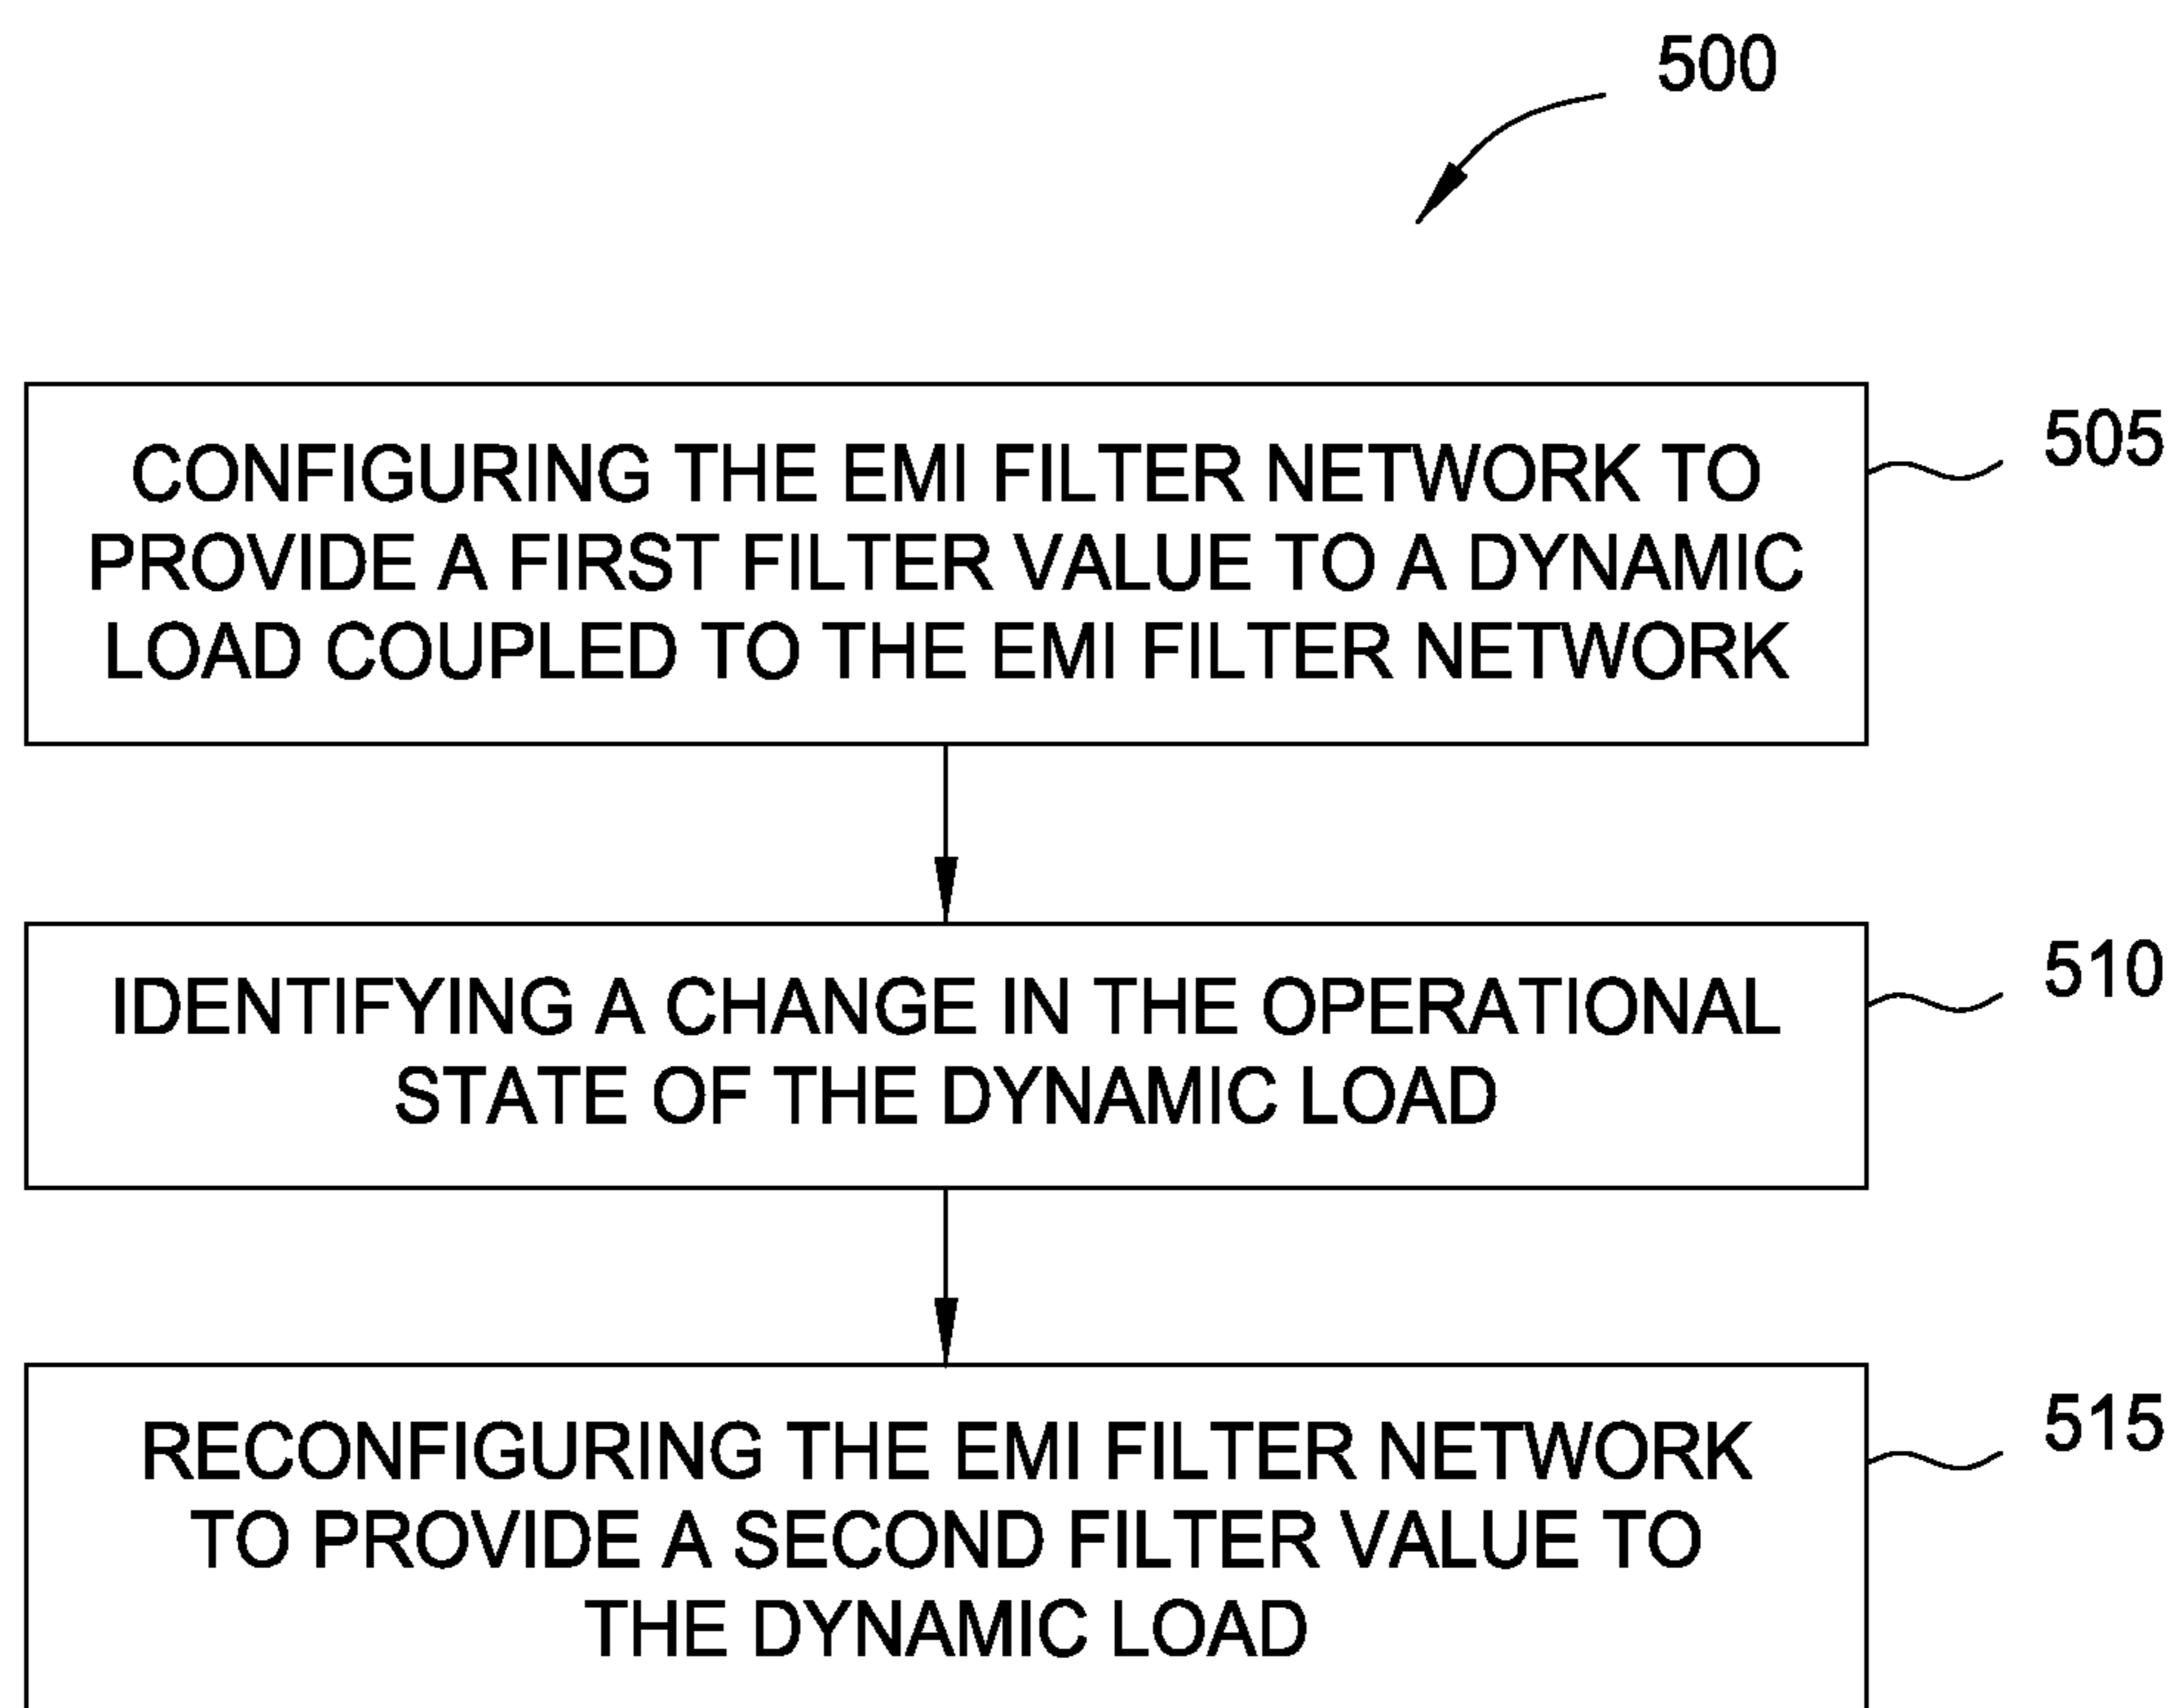 500
CONFIGURING THE EMI FILTER NETWORK TO
PROVIDE A FIRST FILTER VALUE TO A DYNAMIC
LOAD COUPLED TO THE EMI FILTER NETWORK
505
IDENTIFYING A CHANGE IN THE OPERATIONAL
STATE OF THE DYNAMIC LOAD
510
RECONFIGURING THE EMI FILTER NETWORK
TO PROVIDE A SECOND FILTER VALUE TO
THE DYNAMIC LOAD
515